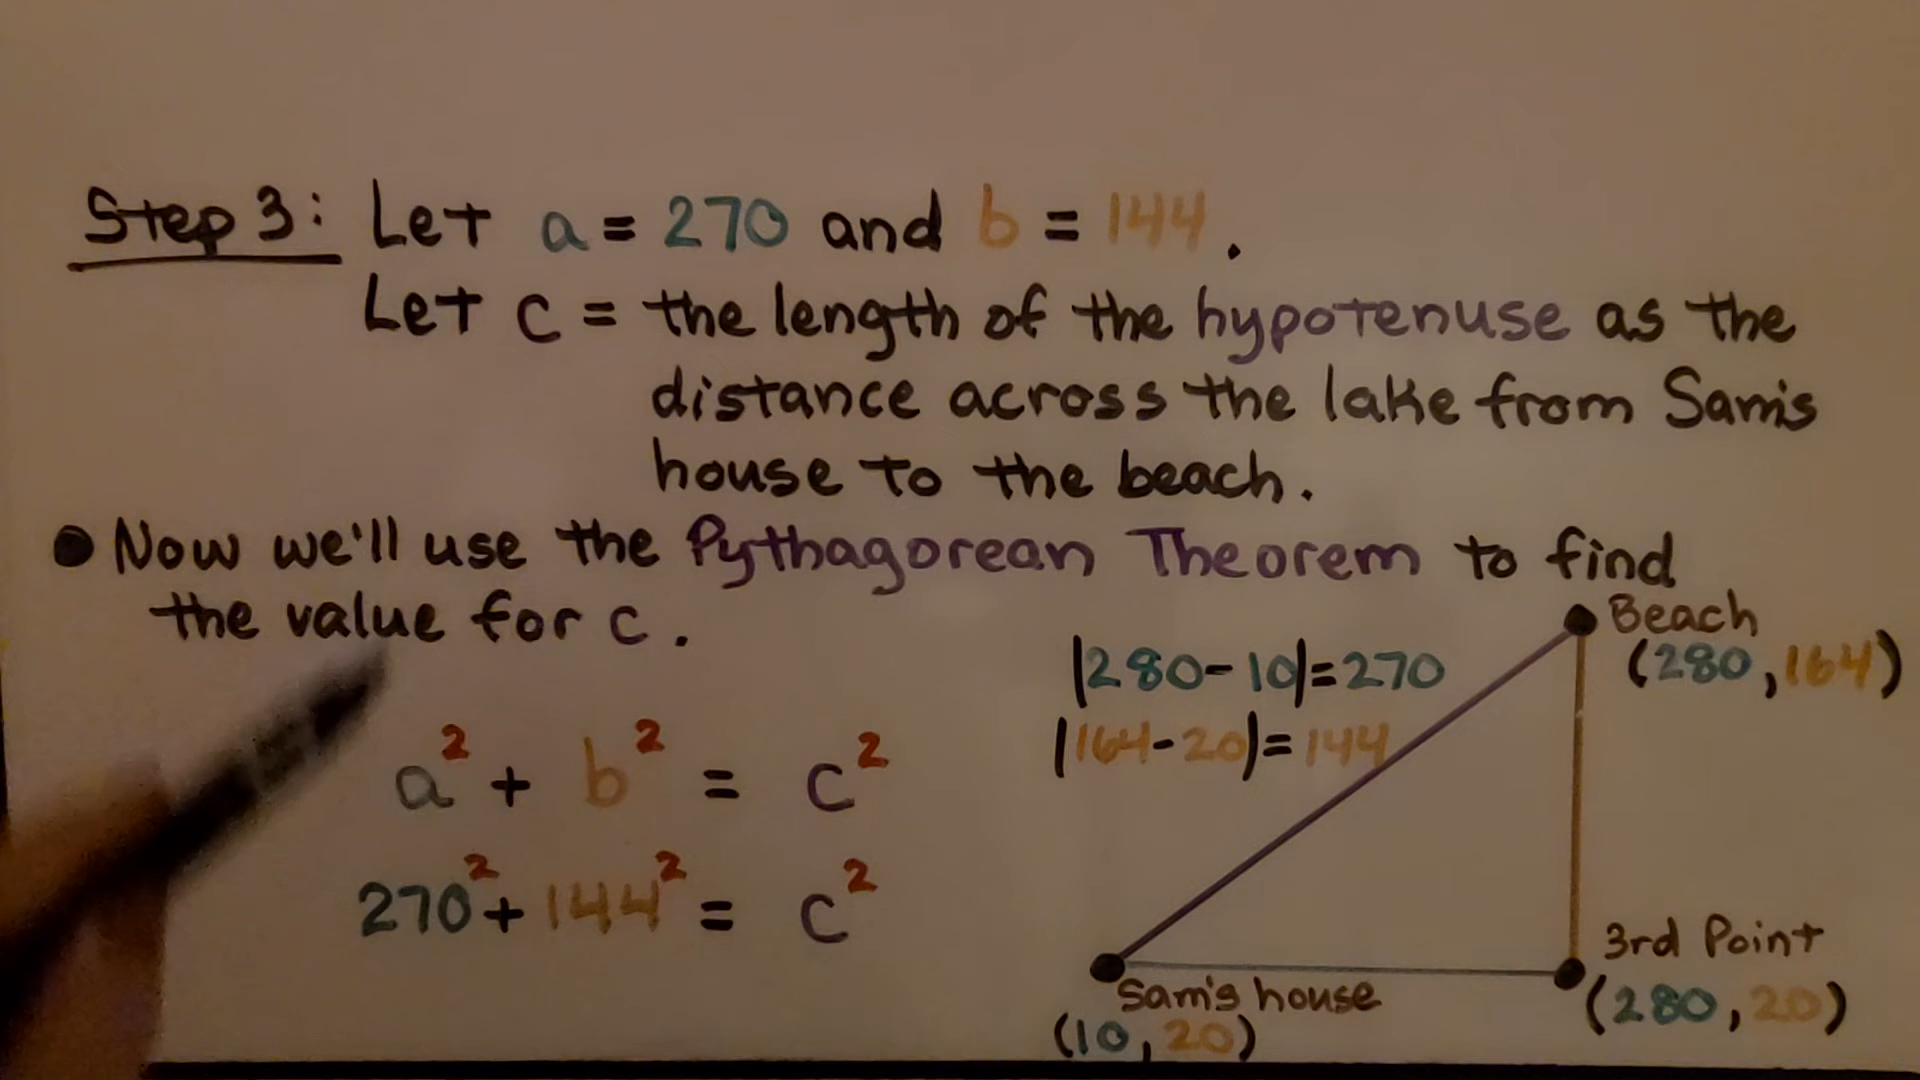 Step 3: Let a = 270 and b = 144.
Let c = the length of the hypotenuse as the
distance across the lake from Sam's
house to the beach.
● Now we'll use the Pythagorean Theorem to find
the value for c.
a² + b² = c²
270² + 144² = c²
|280-10|=270
|164-20|=144
Beach
(280,164)
3rd Point
(280,20)
Sam's house
(10,20)